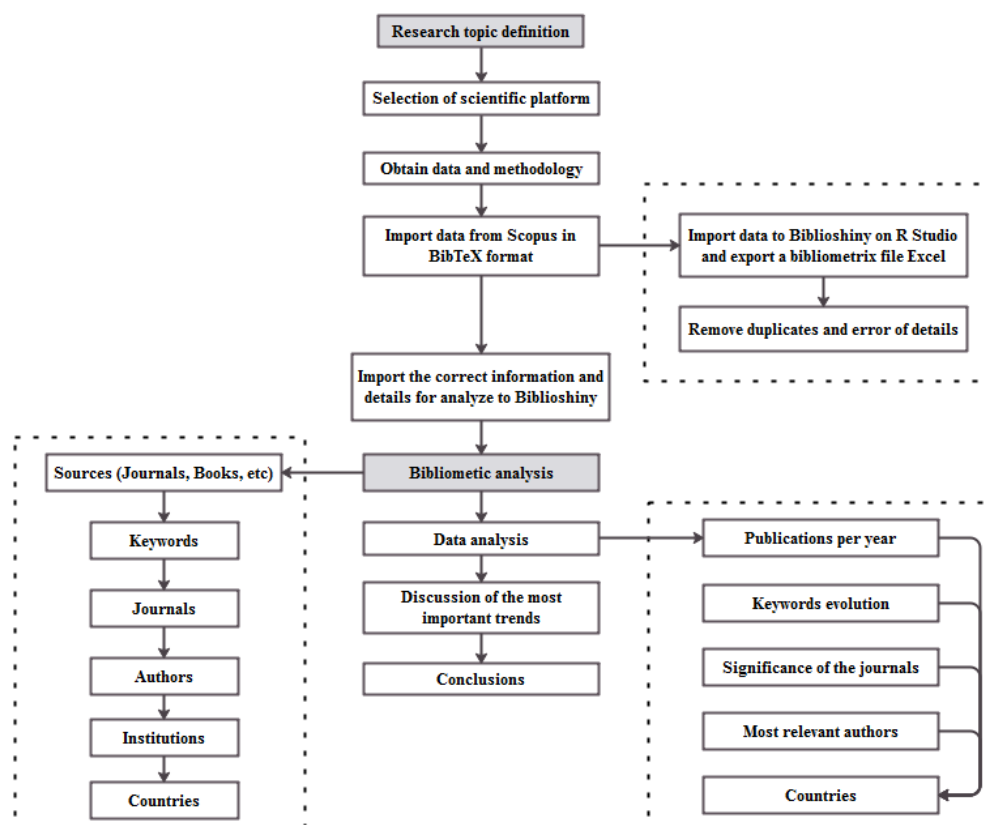 Research topic definition
Selection of scientific platform
Obtain data and methodology
Import data from Scopus in
BibTeX format
Import data to Biblioshiny on R Studio
and export a bibliometrix file Excel
Remove duplicates and error of details
Import the correct information and
details for analyze to Biblioshiny
Bibliometic analysis
Sources (Journals, Books, etc)
Keywords
Journals
Authors
Institutions
Countries
Data analysis
Discussion of the most
important trends
Conclusions
Publications per year
Keywords evolution
Significance of the journals
Most relevant authors
Countries